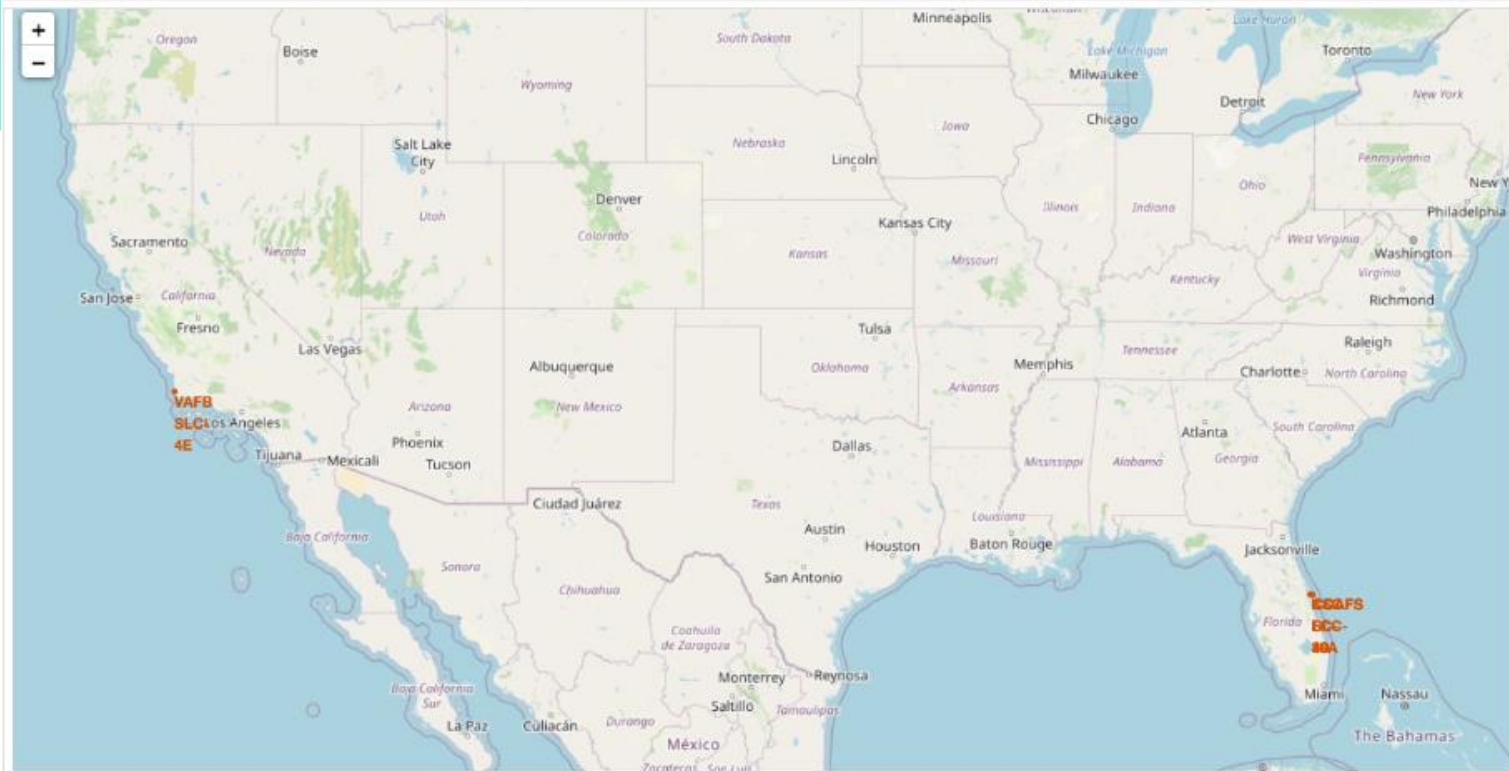 +
−
Oregon
Boise
South Dakota
Minneapolis
Lake Huron
Toronto
Wyoming
Lake Michigan
Milwaukee
Detroit
New York
Chicago
Iowa
Nebraska
Salt Lake
City
Lincoln
Pennsylvania
Denver
Utah
Colorado
Illinois
Indiana
Ohio
Philadelphia
Sacramento
Nevada
Kansas City
Kansas
Missouri
West Virginia
Washington
Kentucky
Virginia
San Jose
California
Richmond
Fresno
Las Vegas
Tulsa
Raleigh
Albuquerque
Oklahoma
Memphis
Tennessee
Charlotte
North Carolina
Arkansas
VAFB
SLC-
4E
Los Angeles
Arizona
New Mexico
Phoenix
Tucson
Dallas
Atlanta
South Carolina
Tijuana
Mexicali
Mississippi
Alabama
Georgia
Ciudad Juárez
Texas
Louisiana
Austin
Houston
Baton Rouge
Jacksonville
Baja California
Sonora
Chihuahua
San Antonio
Florida
Coahuila
de Zaragoza
Monterrey
Reynosa
Saltillo
Tamaulipas
Miami
Nassau
Baja California
Sur
La Paz
Culiacán
Durango
México
The Bahamas
Zacatecas
San Luis